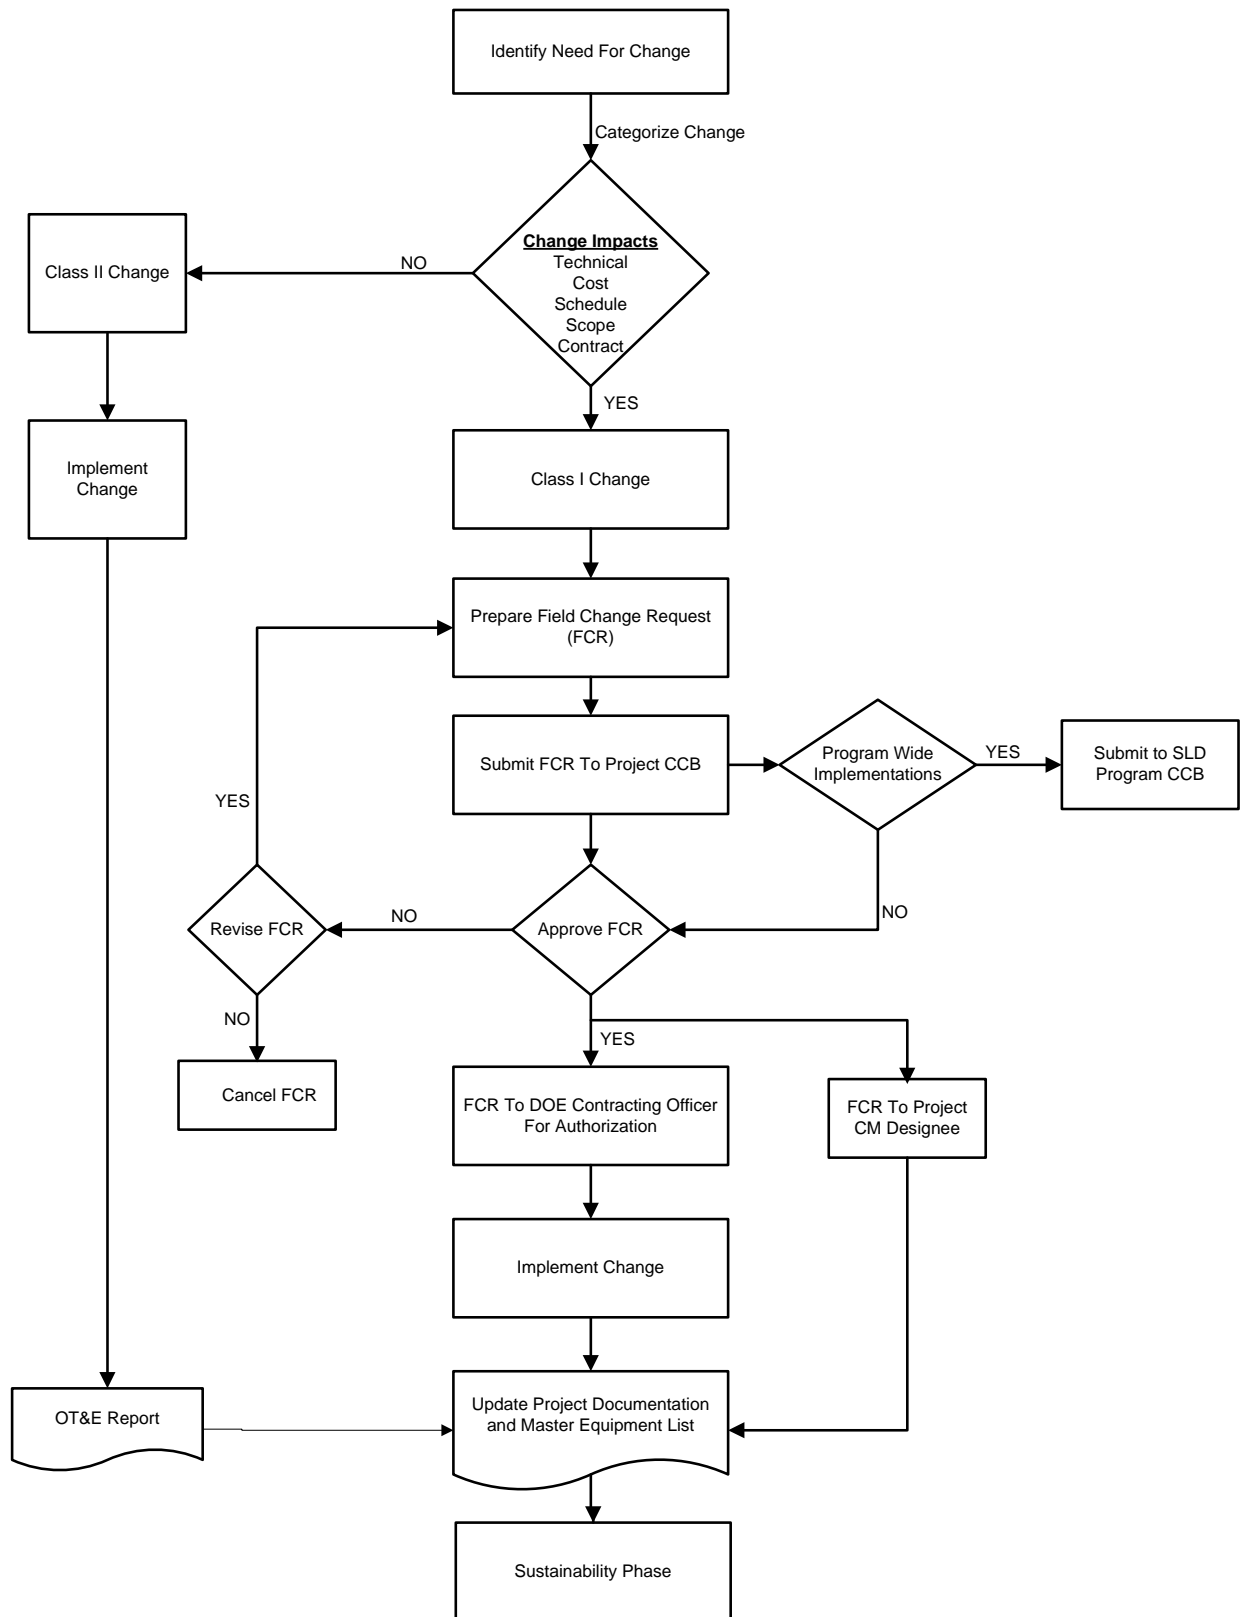 Identify Need For Change
Categorize Change
Change Impacts
Technical
Cost
Schedule
Scope
Contract
NO
Class II Change
YES
Implement
Change
Class I Change
Prepare Field Change Request
(FCR)
Submit FCR To Project CCB
Program Wide
Implementations
YES
Submit to SLD
Program CCB
YES
NO
Revise FCR
NO
Approve FCR
NO
YES
Cancel FCR
FCR To DOE Contracting Officer
For Authorization
FCR To Project
CM Designee
Implement Change
OT&E Report
Update Project Documentation
and Master Equipment List
Sustainability Phase